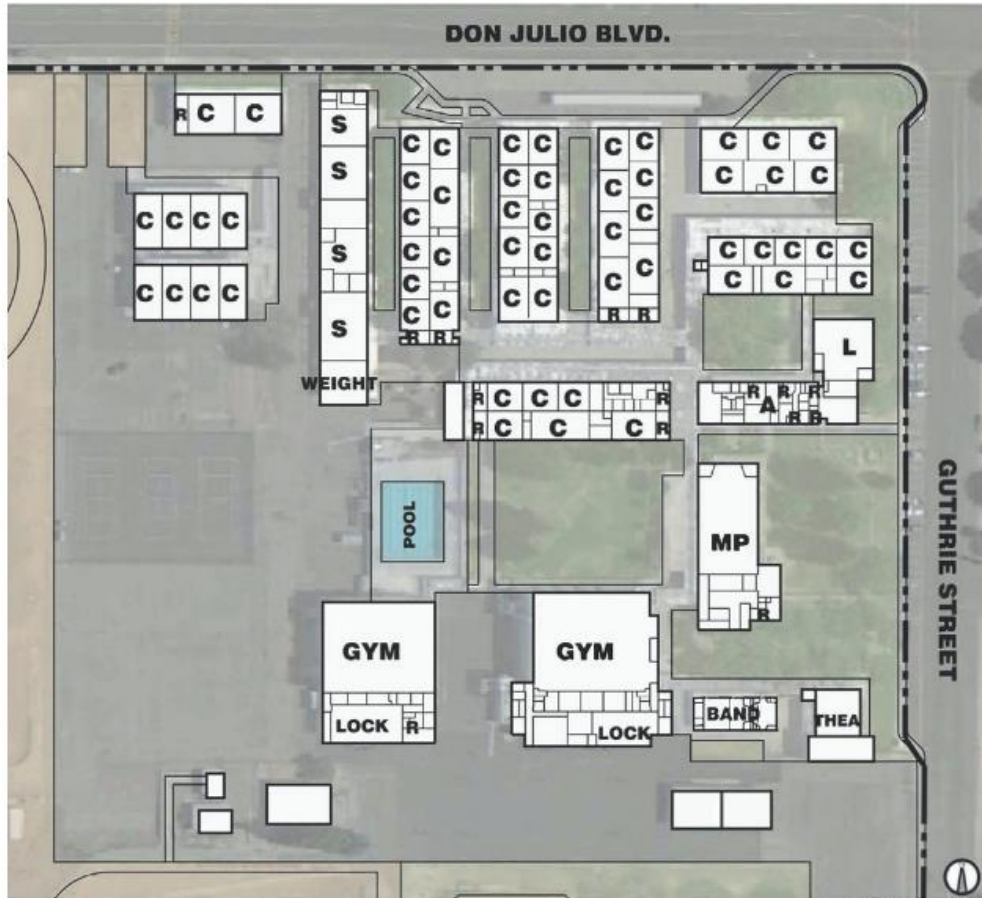 DON JULIO BLVD.
R C C
S
S
S
S
WEIGHT
C C C C
C C C C
C C
C
C C
C
C C
C
C C
R R
C C
C C
C C
C C
C C
C C
C
C C
C
C C
R R
C C C
C C C
C C C C C
C C C
L
R R R
A
R R
R C C C R
R C C C R
POOL
MP
R
GUTHRIE STREET
GYM
LOCK R
GYM
LOCK
BAND
THEA